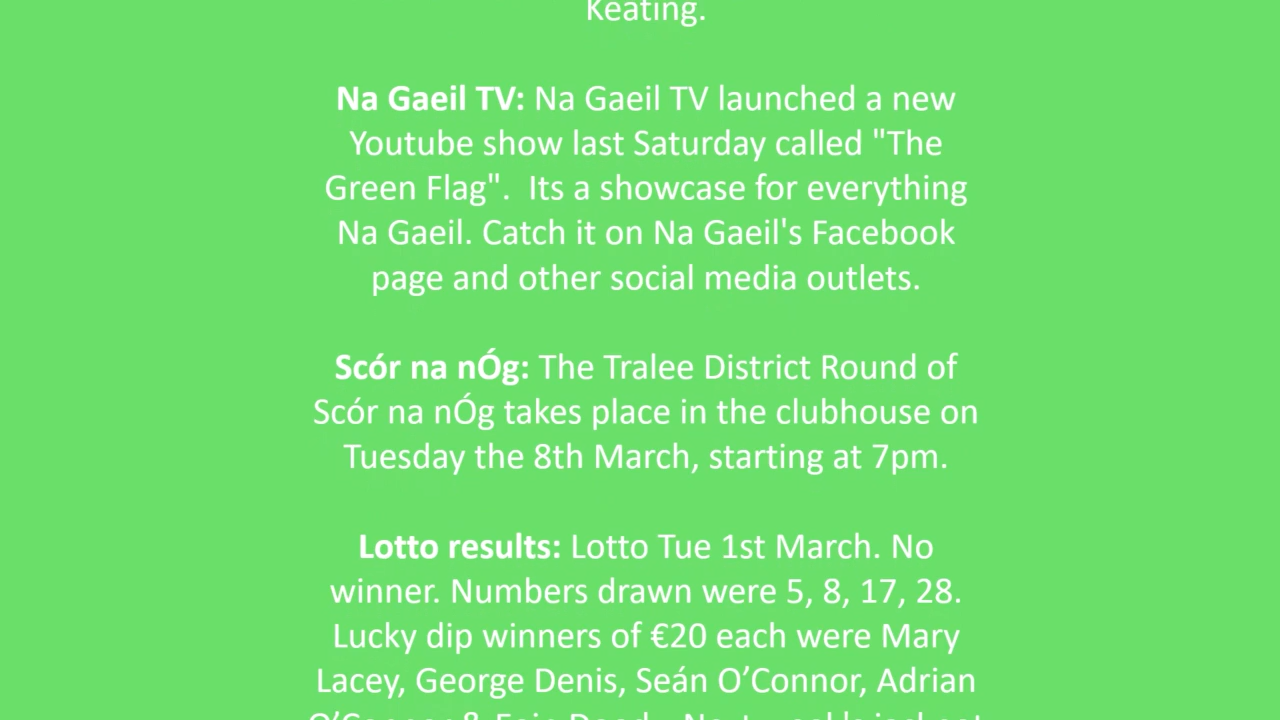 Keating.
Na Gaeil TV: Na Gaeil TV launched a new
Youtube show last Saturday called "The
Green Flag".  Its a showcase for everything
Na Gaeil. Catch it on Na Gaeil's Facebook
page and other social media outlets.
Scór na nÓg: The Tralee District Round of
Scór na nÓg takes place in the clubhouse on
Tuesday the 8th March, starting at 7pm.
Lotto results: Lotto Tue 1st March. No
winner. Numbers drawn were 5, 8, 17, 28.
Lucky dip winners of €20 each were Mary
Lacey, George Denis, Seán O’Connor, Adrian